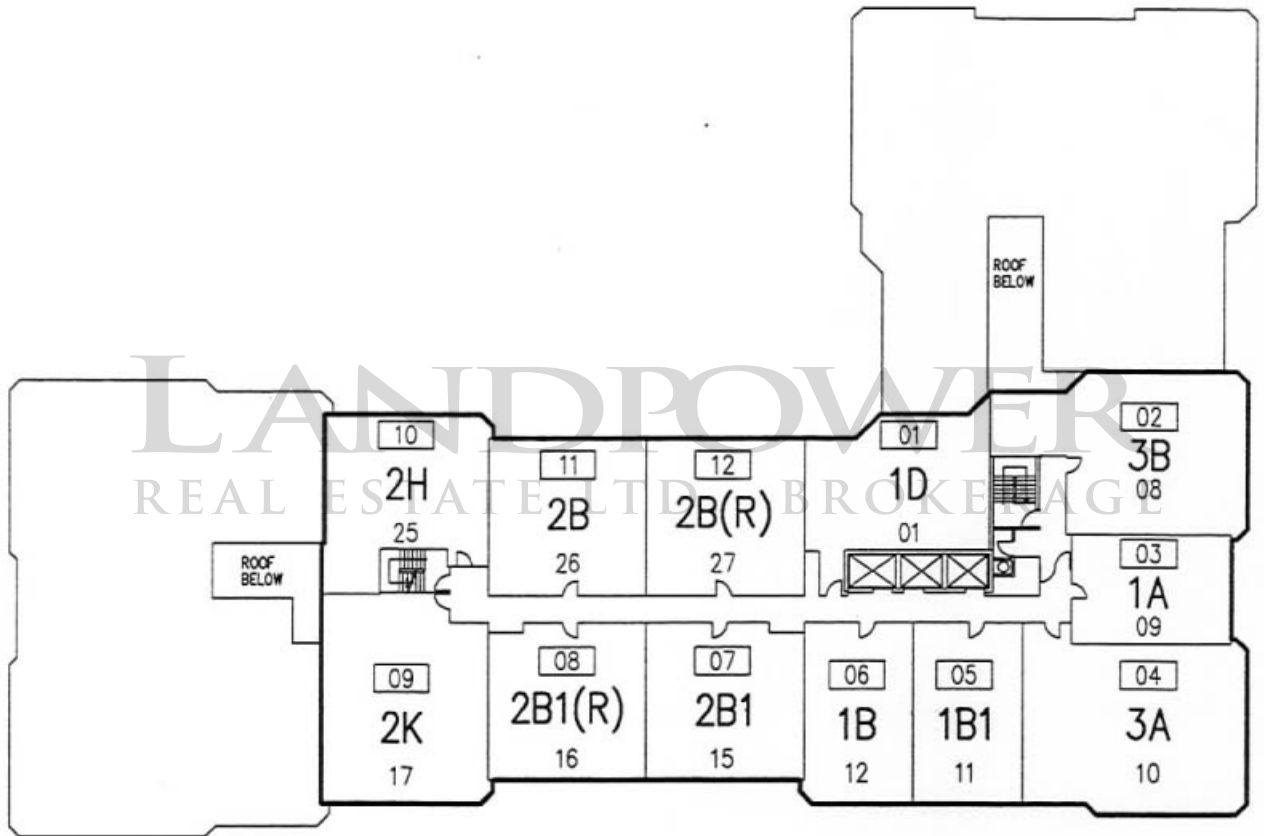 ROOF
BELOW
LANDPOWER
REAL ESTATE LTD. BROKERAGE
10
2H
25
11
2B
26
12
2B(R)
27
01
1D
01
02
3B
08
ROOF
BELOW
03
1A
09
09
2K
17
08
2B1(R)
16
07
2B1
15
06
1B
12
05
1B1
11
04
3A
10